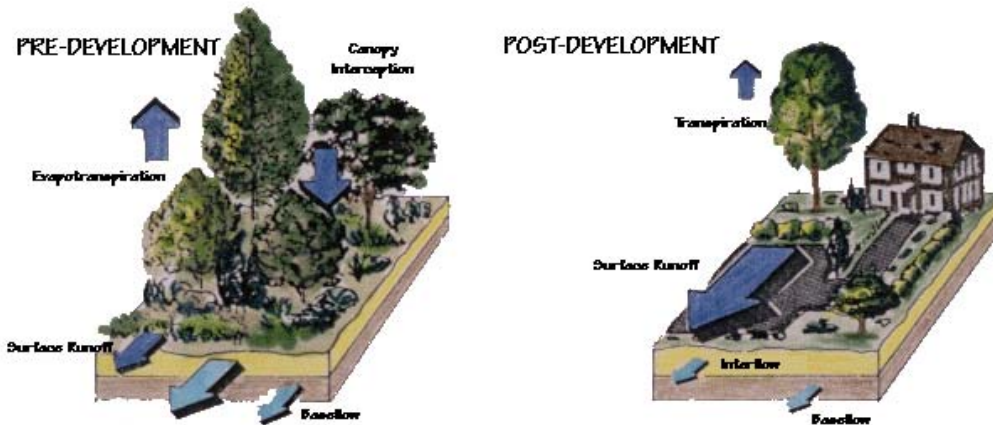 PRE-DEVELOPMENT
Canopy
Interception
Evapotranspiration
Surface Runoff
Baseflow
POST-DEVELOPMENT
Transpiration
Surface Runoff
Interflow
Baseflow